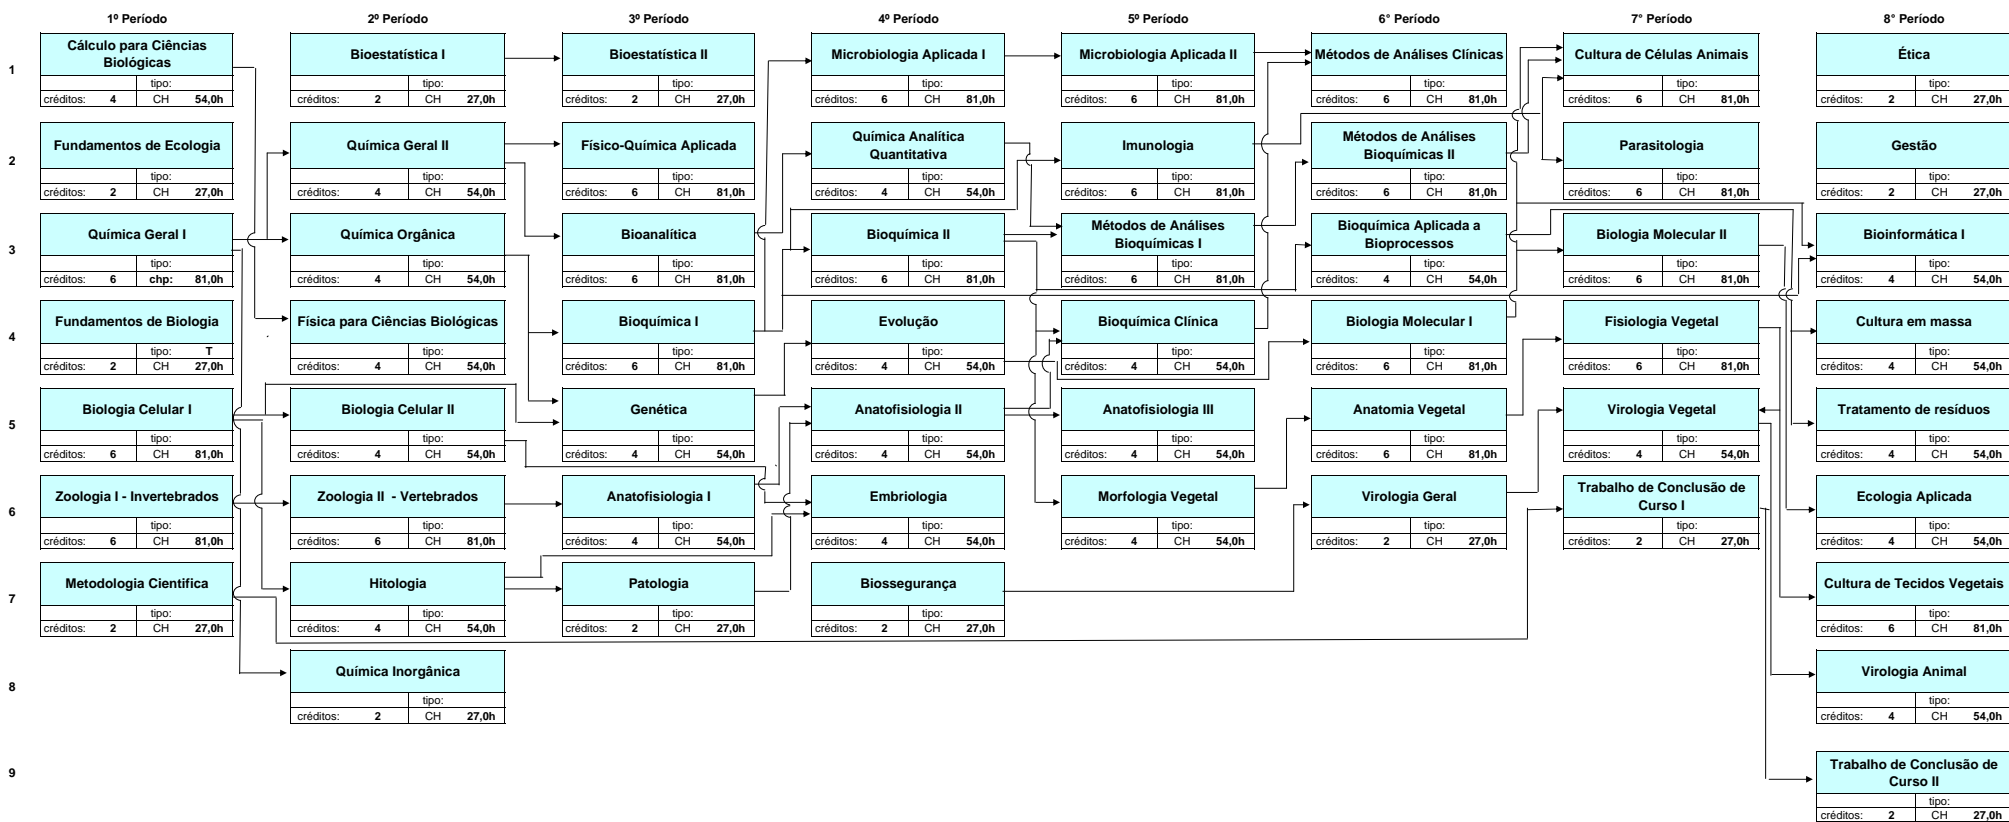 1º Período 2º Período 3º Período 4º Período 5º Período 6° Período 7° Período 8° Período
1
Cálculo para Ciências
Biológicas
tipo:
créditos: 4 CH 54,0h
Bioestatística I
tipo:
créditos: 2 CH 27,0h
Bioestatística II
tipo:
créditos: 2 CH 27,0h
Microbiologia Aplicada I
tipo:
créditos: 6 CH 81,0h
Microbiologia Aplicada II
tipo:
créditos: 6 CH 81,0h
Métodos de Análises Clínicas
tipo:
créditos: 6 CH 81,0h
Cultura de Células Animais
tipo:
créditos: 6 CH 81,0h
Ética
tipo:
créditos: 2 CH 27,0h
2
Fundamentos de Ecologia
tipo:
créditos: 2 CH 27,0h
Química Geral II
tipo:
créditos: 4 CH 54,0h
Físico-Química Aplicada
tipo:
créditos: 6 CH 81,0h
Química Analítica
Quantitativa
tipo:
créditos: 4 CH 54,0h
Imunologia
tipo:
créditos: 6 CH 81,0h
Métodos de Análises
Bioquímicas II
tipo:
créditos: 6 CH 81,0h
Parasitologia
tipo:
créditos: 6 CH 81,0h
Gestão
tipo:
créditos: 2 CH 27,0h
3
Química Geral I
tipo:
créditos: 6 chp: 81,0h
Química Orgânica
tipo:
créditos: 4 CH 54,0h
Bioanalítica
tipo:
créditos: 6 CH 81,0h
Bioquímica II
tipo:
créditos: 6 CH 81,0h
Métodos de Análises
Bioquímicas I
tipo:
créditos: 6 CH 81,0h
Bioquímica Aplicada a
Bioprocessos
tipo:
créditos: 4 CH 54,0h
Biologia Molecular II
tipo:
créditos: 6 CH 81,0h
Bioinformática I
tipo:
créditos: 4 CH 54,0h
4
Fundamentos de Biologia
tipo: T
créditos: 2 CH 27,0h
Física para Ciências Biológicas
tipo:
créditos: 4 CH 54,0h
Bioquímica I
tipo:
créditos: 6 CH 81,0h
Evolução
tipo:
créditos: 4 CH 54,0h
Bioquímica Clínica
tipo:
créditos: 4 CH 54,0h
Biologia Molecular I
tipo:
créditos: 6 CH 81,0h
Fisiologia Vegetal
tipo:
créditos: 6 CH 81,0h
Cultura em massa
tipo:
créditos: 4 CH 54,0h
5
Biologia Celular I
tipo:
créditos: 6 CH 81,0h
Biologia Celular II
tipo:
créditos: 4 CH 54,0h
Genética
tipo:
créditos: 4 CH 54,0h
Anatofisiologia II
tipo:
créditos: 4 CH 54,0h
Anatofisiologia III
tipo:
créditos: 4 CH 54,0h
Anatomia Vegetal
tipo:
créditos: 6 CH 81,0h
Virologia Vegetal
tipo:
créditos: 4 CH 54,0h
Tratamento de resíduos
tipo:
créditos: 4 CH 54,0h
6
Zoologia I - Invertebrados
tipo:
créditos: 6 CH 81,0h
Zoologia II - Vertebrados
tipo:
créditos: 6 CH 81,0h
Anatofisiologia I
tipo:
créditos: 4 CH 54,0h
Embriologia
tipo:
créditos: 4 CH 54,0h
Morfologia Vegetal
tipo:
créditos: 4 CH 54,0h
Virologia Geral
tipo:
créditos: 2 CH 27,0h
Trabalho de Conclusão de
Curso I
tipo:
créditos: 2 CH 27,0h
Ecologia Aplicada
tipo:
créditos: 4 CH 54,0h
7
Metodologia Cientifica
tipo:
créditos: 2 CH 27,0h
Hitologia
tipo:
créditos: 4 CH 54,0h
Patologia
tipo:
créditos: 2 CH 27,0h
Biossegurança
tipo:
créditos: 2 CH 27,0h
Cultura de Tecidos Vegetais
tipo:
créditos: 6 CH 81,0h
8
Química Inorgânica
tipo:
créditos: 2 CH 27,0h
Virologia Animal
tipo:
créditos: 4 CH 54,0h
9
Trabalho de Conclusão de
Curso II
tipo:
créditos: 2 CH 27,0h